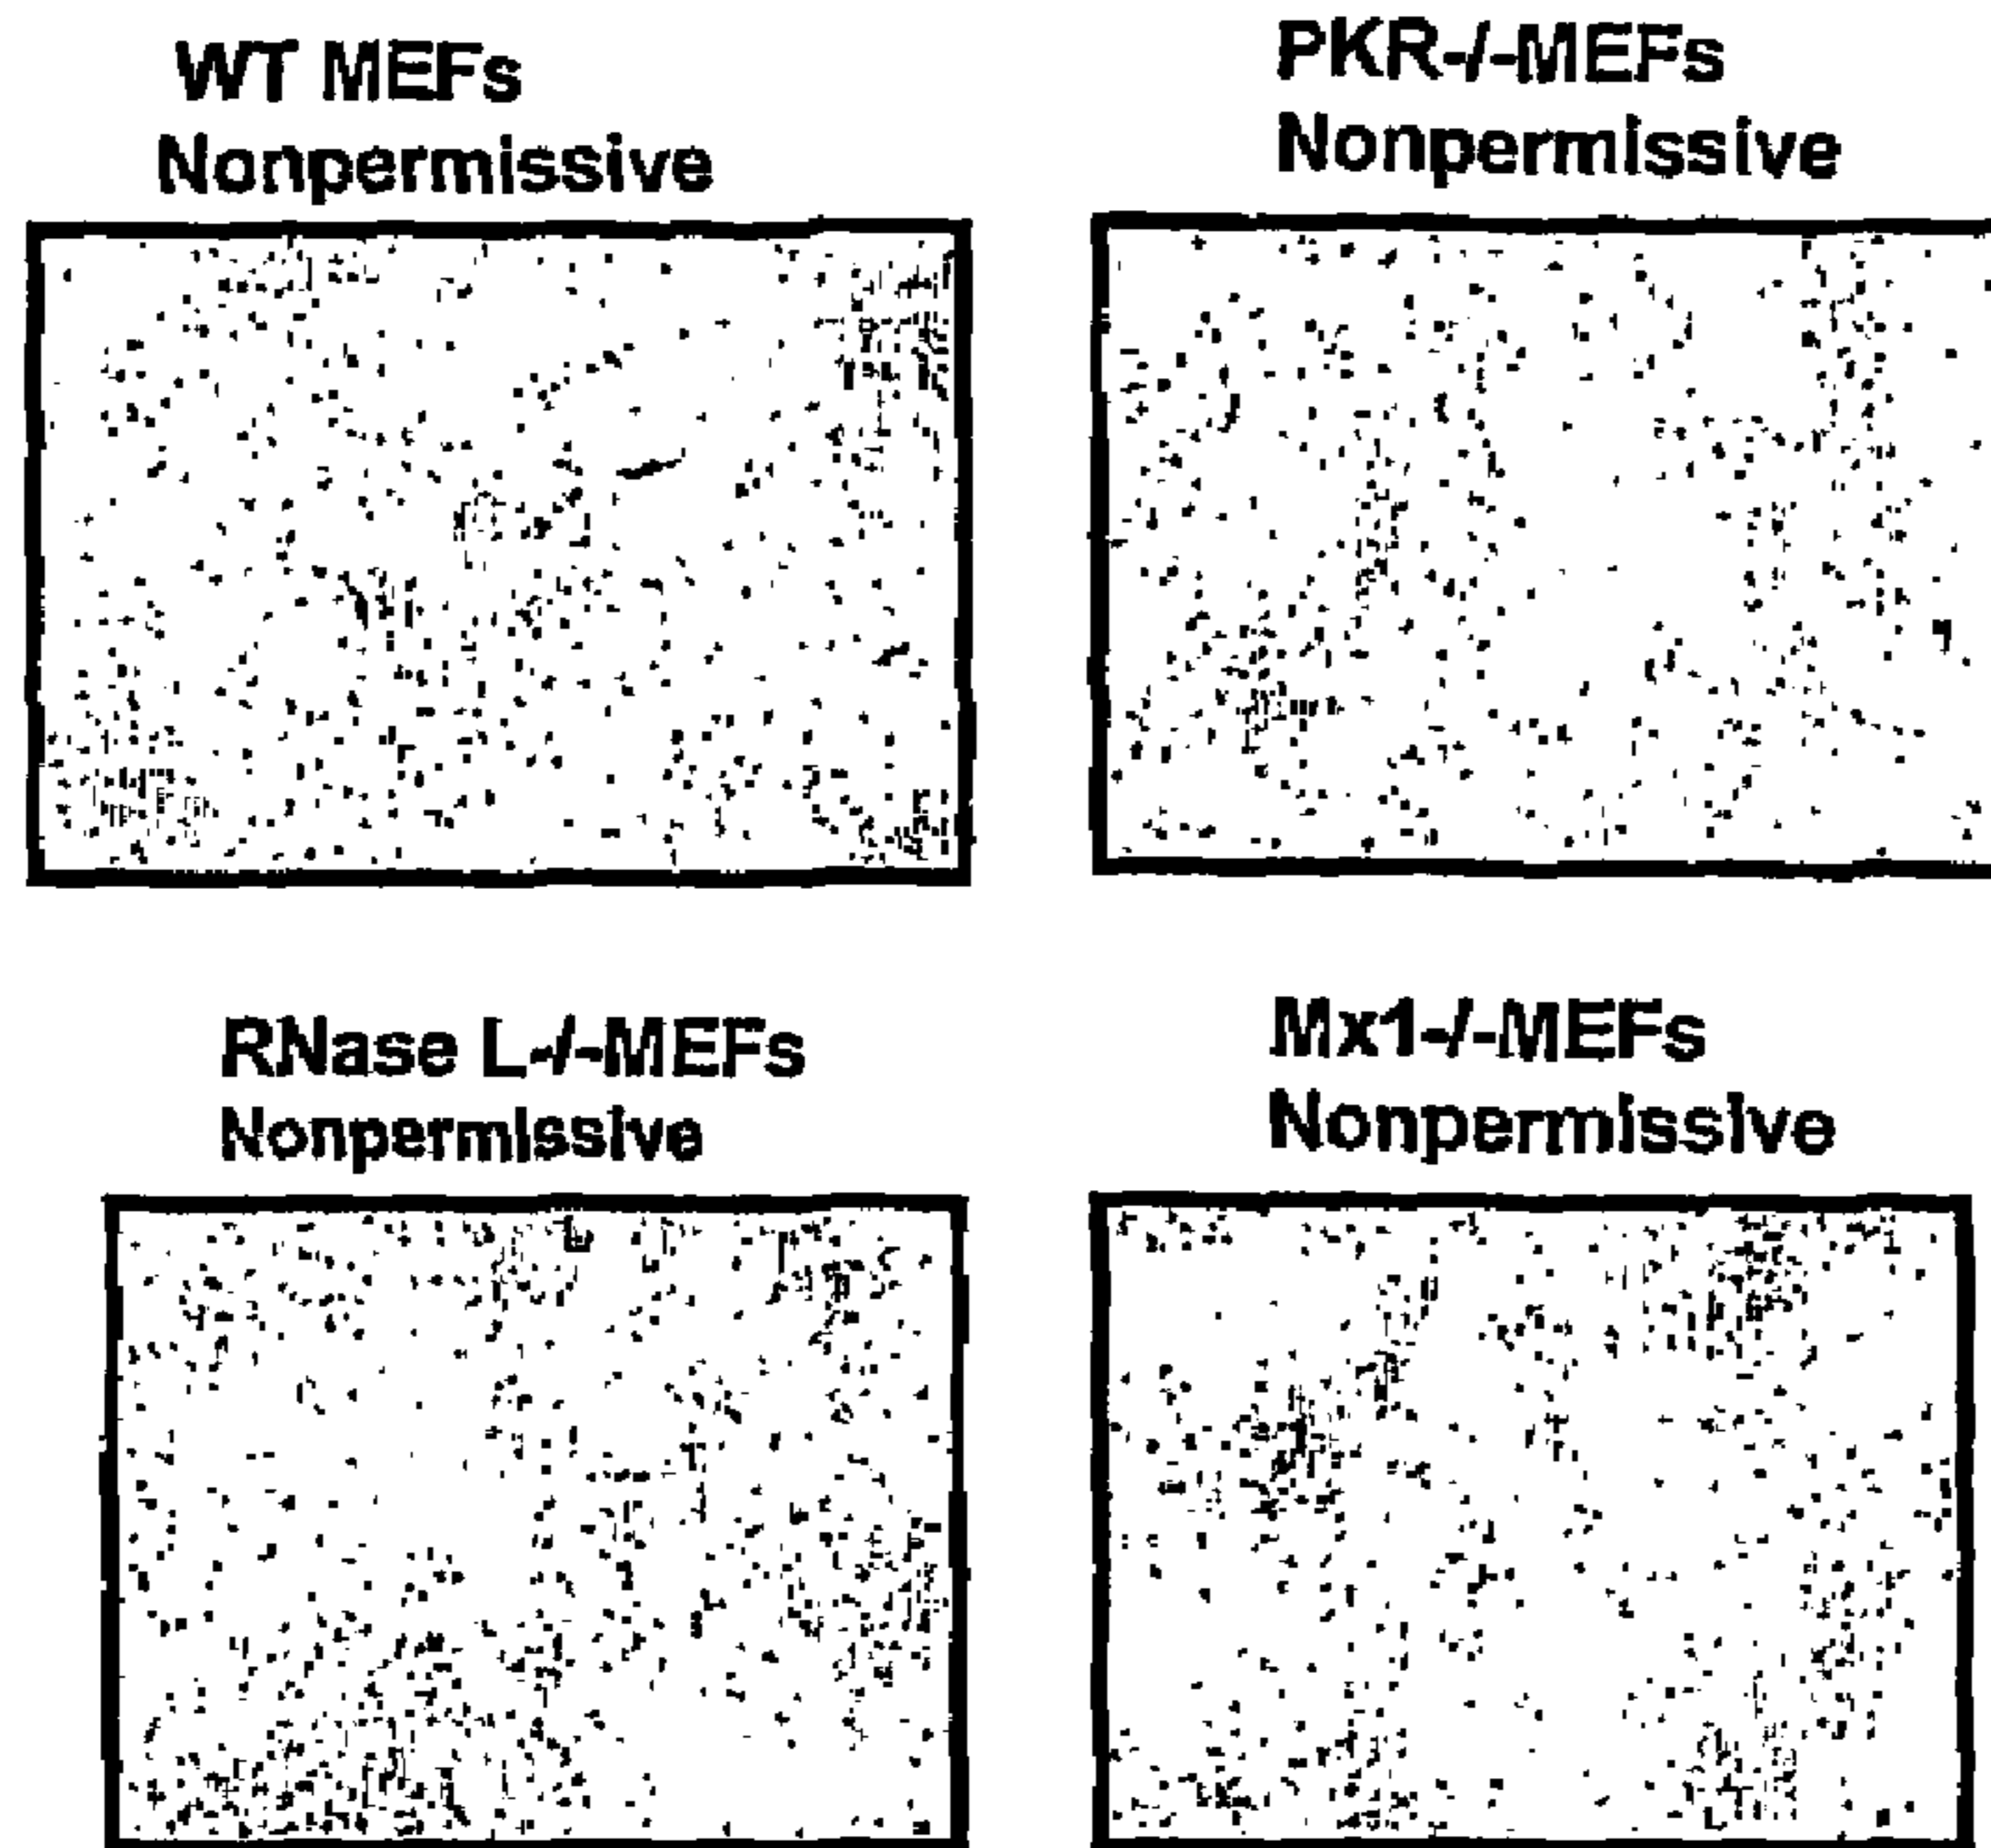 WT MEFs
Nonpermissive
PKR-/-MEFs
Nonpermissive
RNase L-/-MEFs
Nonpermissive
Mx1-/-MEFs
Nonpermissive